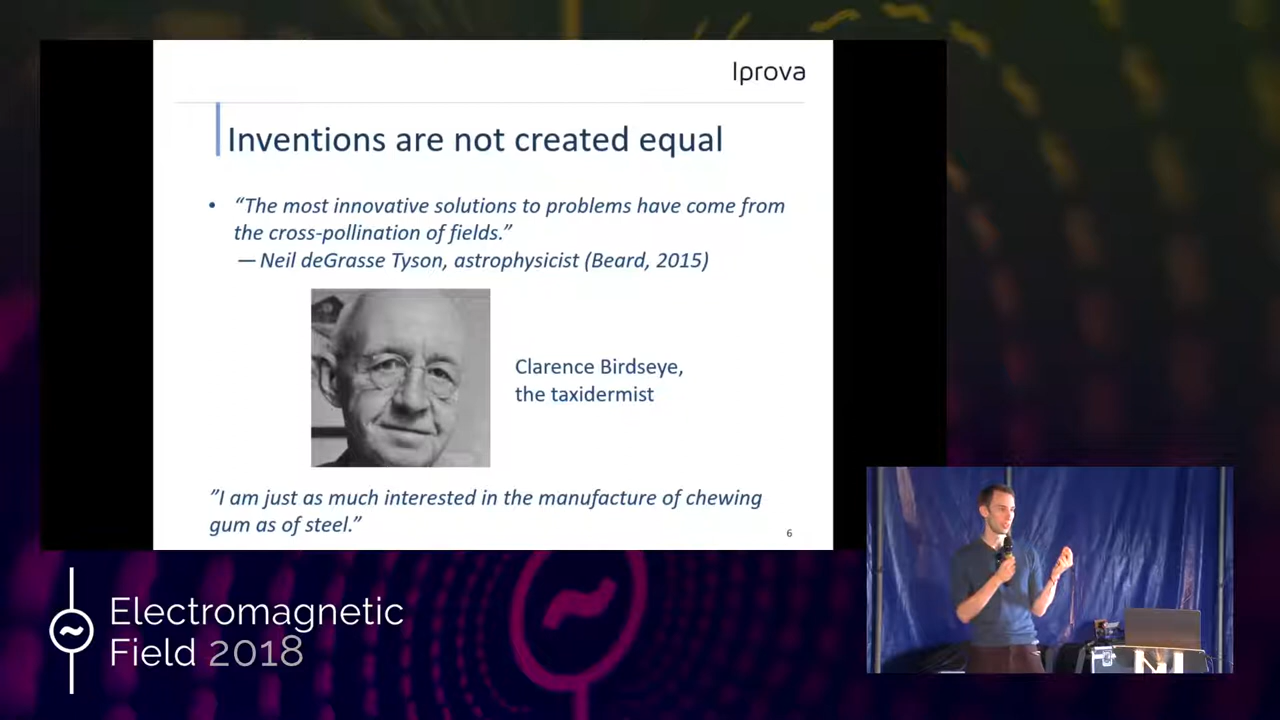 Iprova
Inventions are not created equal
• “The most innovative solutions to problems have come from
the cross-pollination of fields.”
— Neil deGrasse Tyson, astrophysicist (Beard, 2015)
Clarence Birdseye,
the taxidermist
”I am just as much interested in the manufacture of chewing
gum as of steel.”
6
Electromagnetic
Field 2018